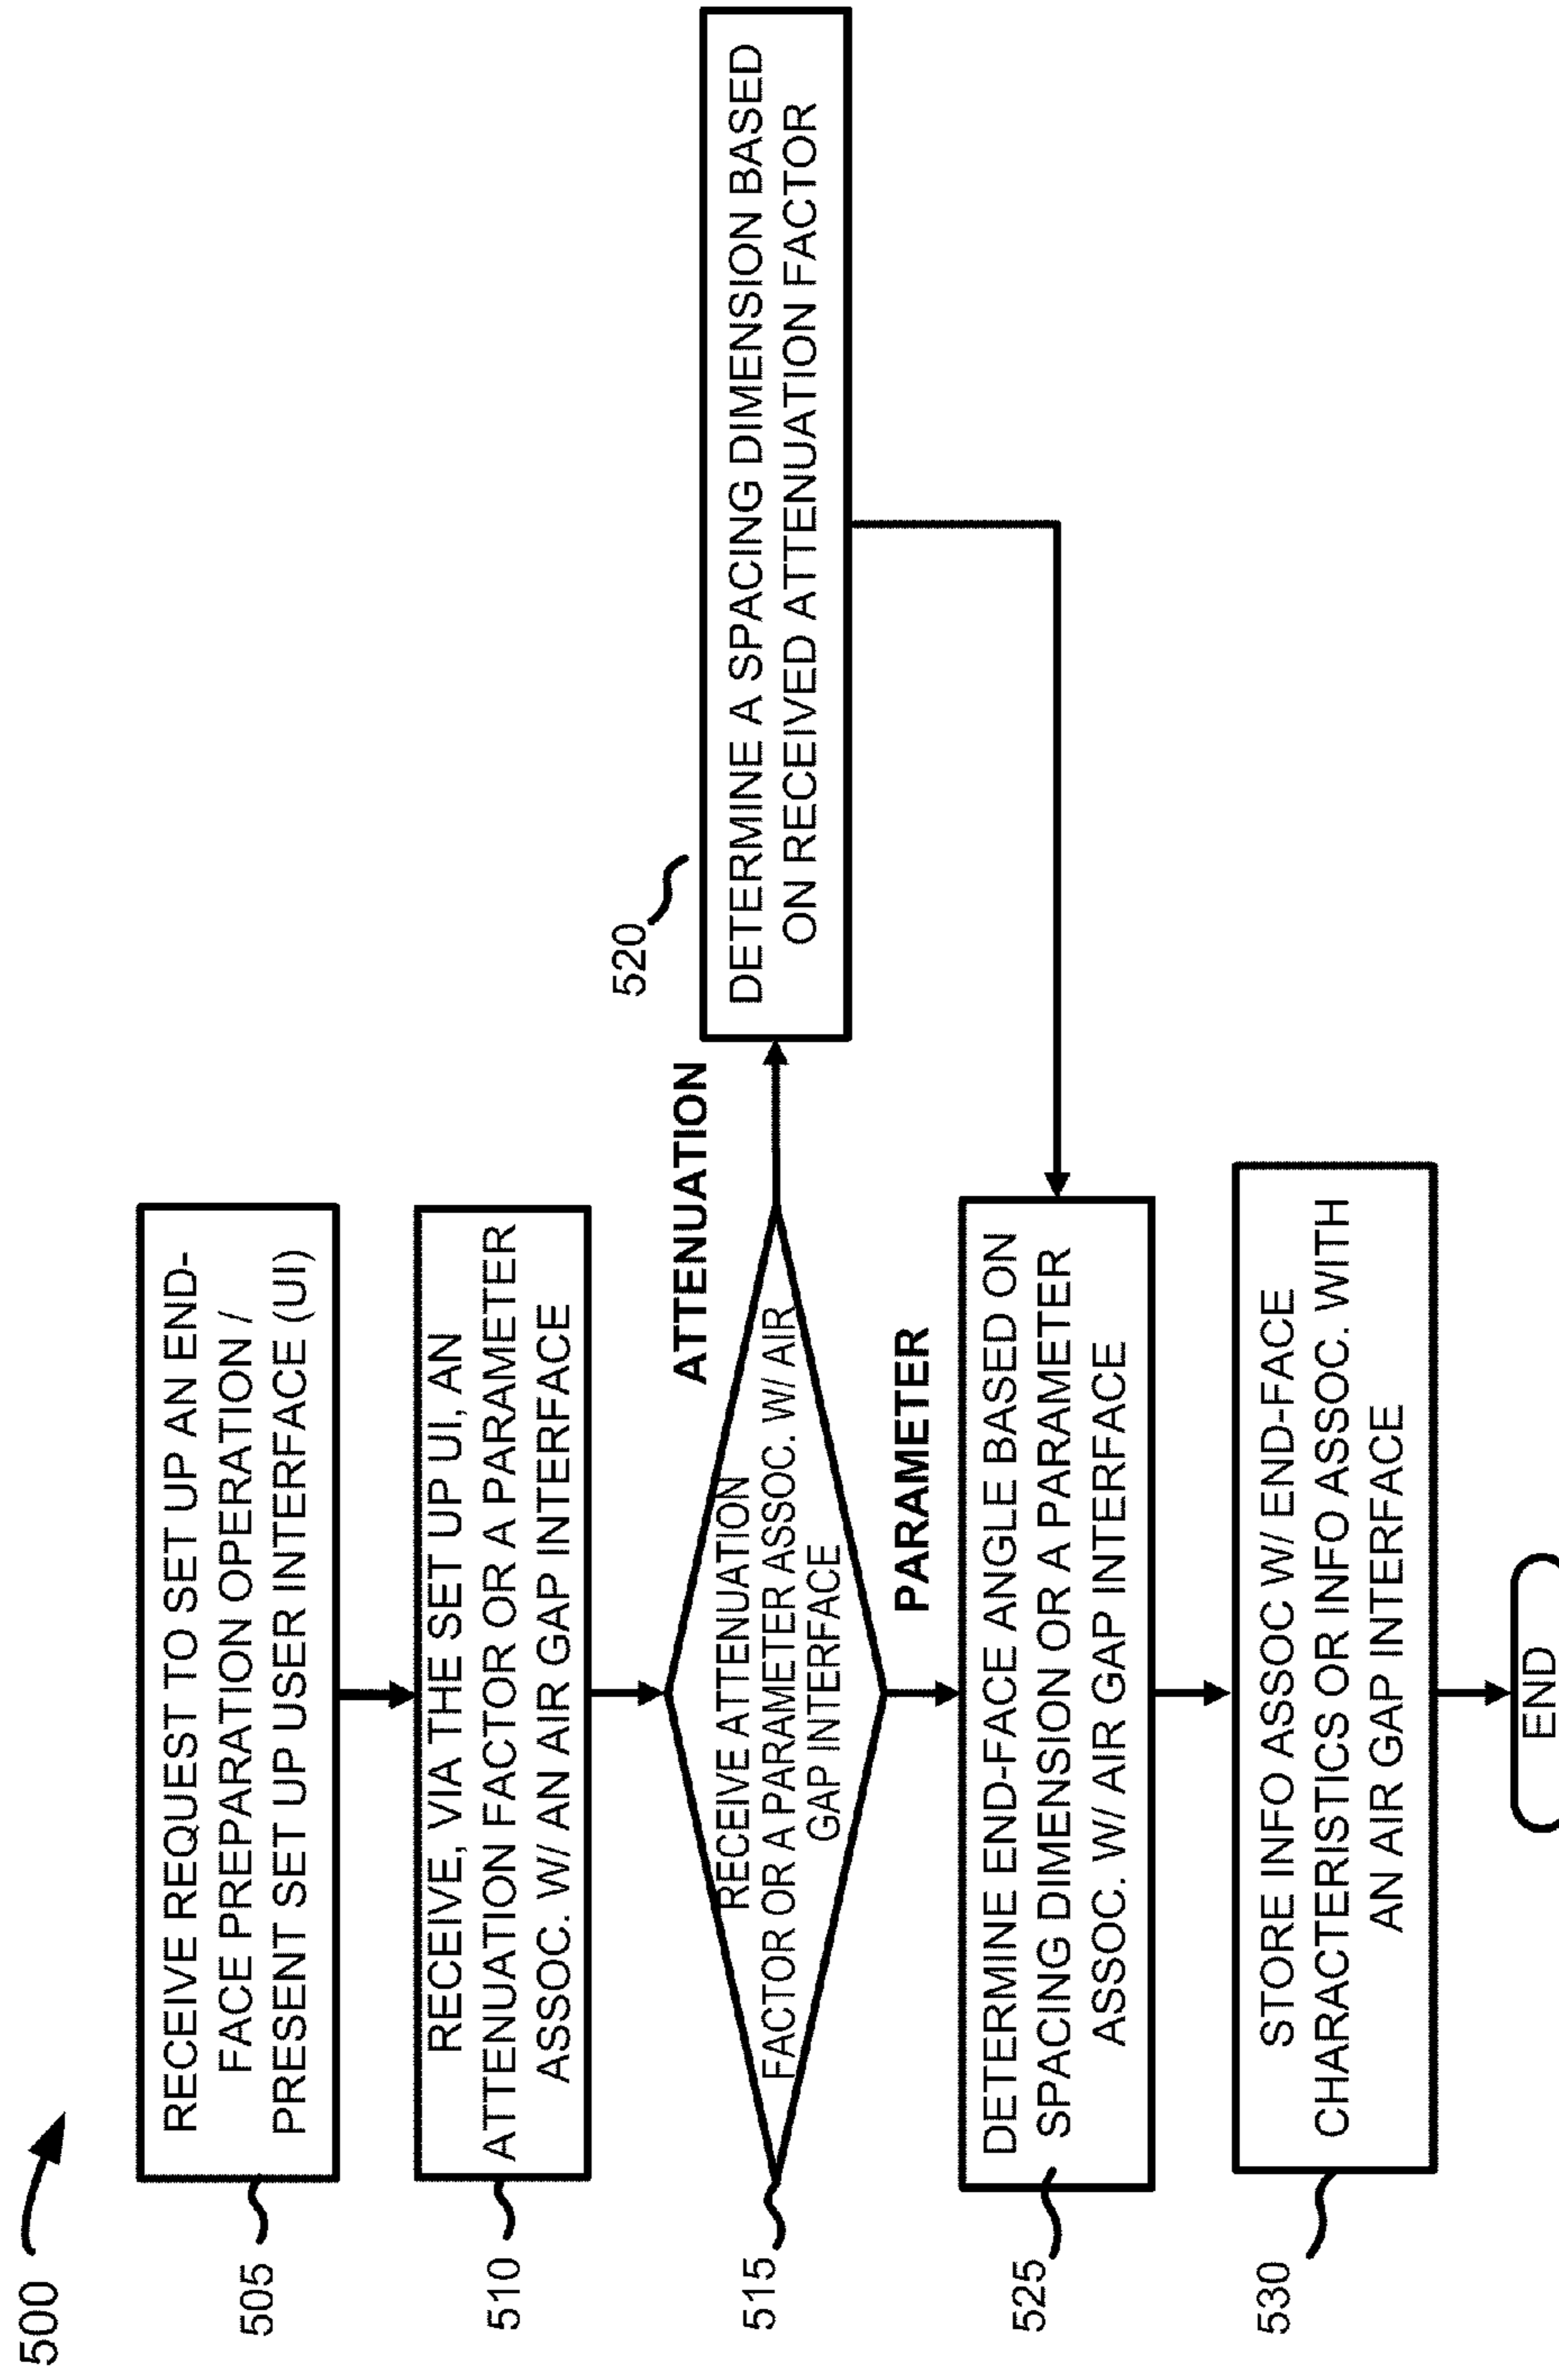 500
505
RECEIVE REQUEST TO SET UP AN END-
FACE PREPARATION OPERATION /
PRESENT SET UP USER INTERFACE (UI)
510
RECEIVE, VIA THE SET UP UI, AN
ATTENUATION FACTOR OR A PARAMETER
ASSOC. W/ AN AIR GAP INTERFACE
515
RECEIVE ATTENUATION
FACTOR OR A PARAMETER ASSOC. W/ AIR
GAP INTERFACE
ATTENUATION
520
DETERMINE A SPACING DIMENSION BASED
ON RECEIVED ATTENUATION FACTOR
PARAMETER
525
DETERMINE END-FACE ANGLE BASED ON
SPACING DIMENSION OR A PARAMETER
ASSOC. W/ AIR GAP INTERFACE
530
STORE INFO ASSOC W/ END-FACE
CHARACTERISTICS OR INFO ASSOC. WITH
AN AIR GAP INTERFACE
END